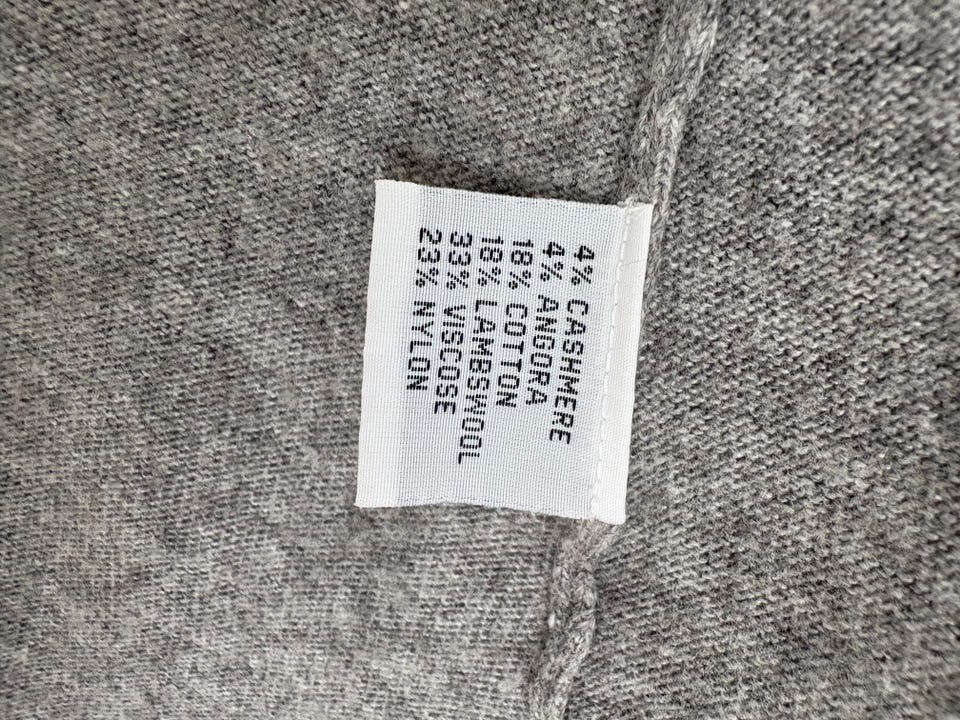 4% CASHMERE
4% ANGORA
18% COTTON
18% LAMBSWOOL
33% VISCOSE
23% NYLON